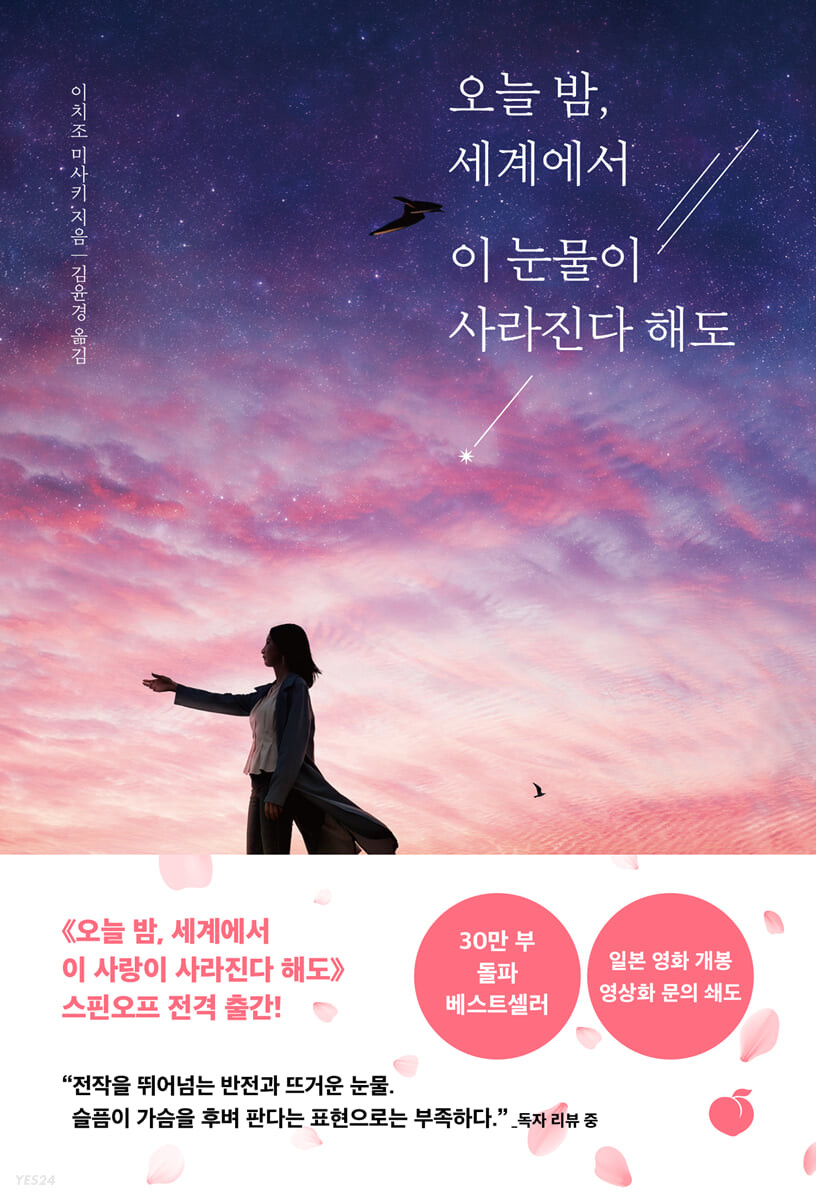 오늘 밤,
세계에서
이 눈물이
사라진다 해도
이치조 미사키 지음 | 김윤경 옮김
《오늘 밤, 세계에서
이 사랑이 사라진다 해도》
스핀오프 전격 출간!
30만 부
돌파
베스트셀러
일본 영화 개봉
영상화 문의 쇄도
“전작을 뛰어넘는 반전과 뜨거운 눈물.
슬픔이 가슴을 후벼 판다는 표현으로는 부족하다.” _독자 리뷰 중
YES24